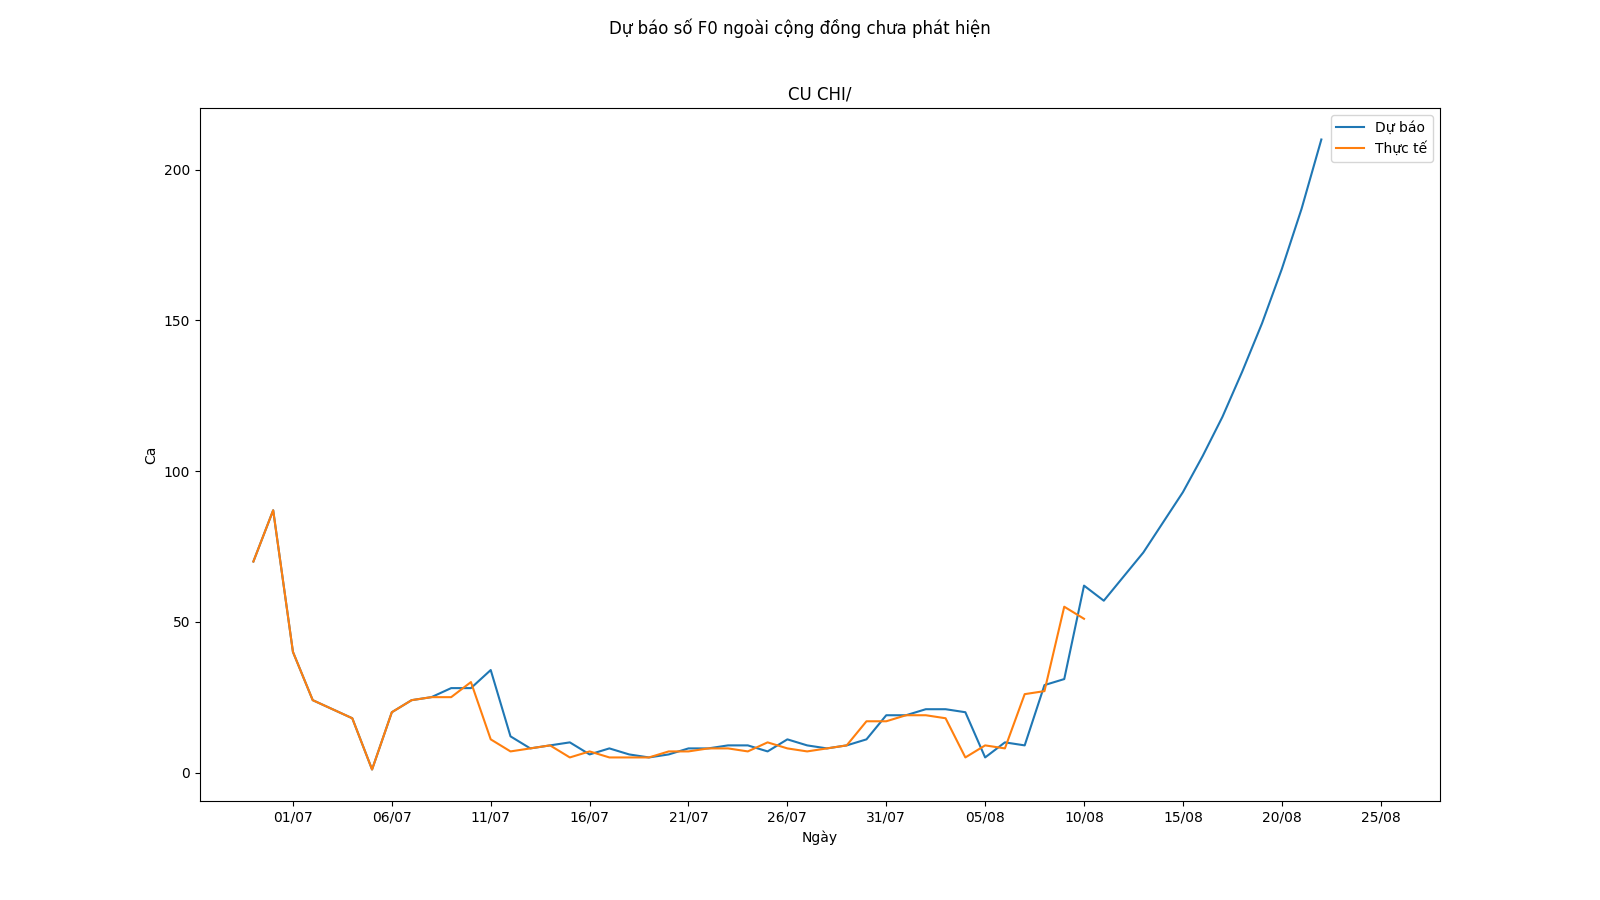 Dự báo số F0 ngoài cộng đồng chưa phát hiện
CU CHI/
Dự báo
Thực tế
200
150
100
50
0
Ca
01/07 06/07 11/07 16/07 21/07 26/07 31/07 05/08 10/08 15/08 20/08 25/08
Ngày